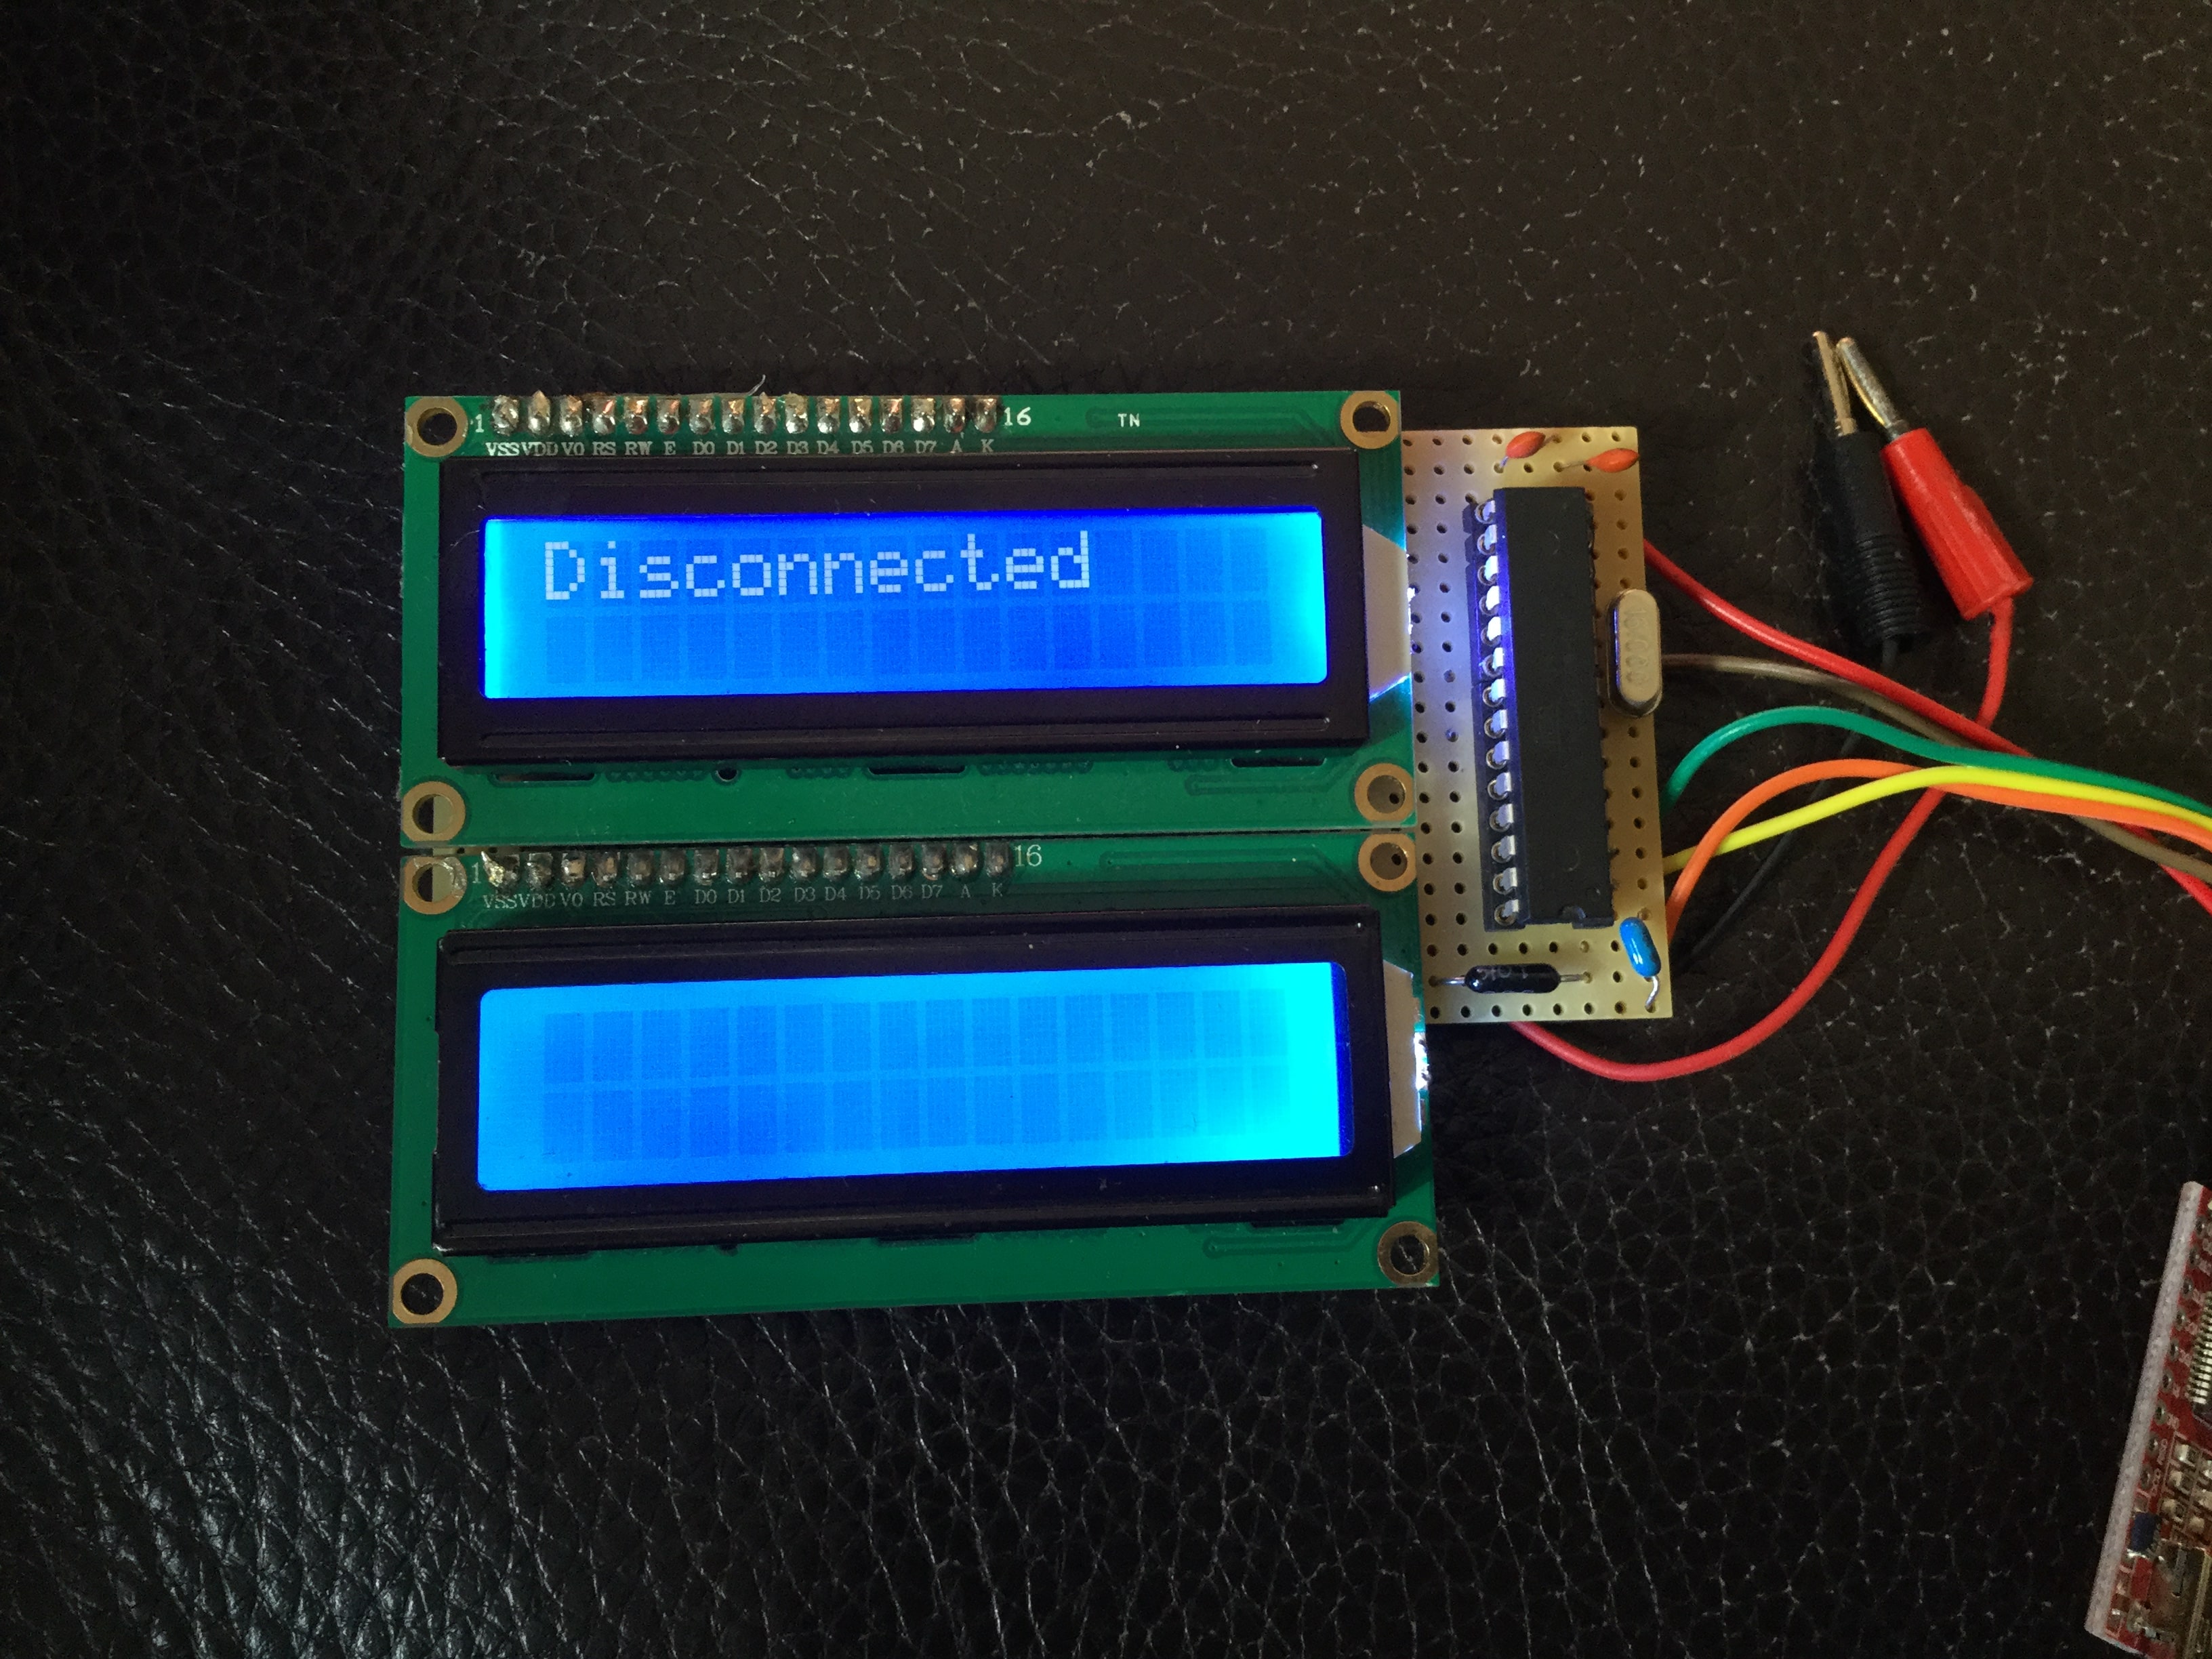 1 16 TN
VSS VDD V0 RS RW E D0 D1 D2 D3 D4 D5 D6 D7 A K
Disconnected
1 16
VSS VDD V0 RS RW E D0 D1 D2 D3 D4 D5 D6 D7 A K